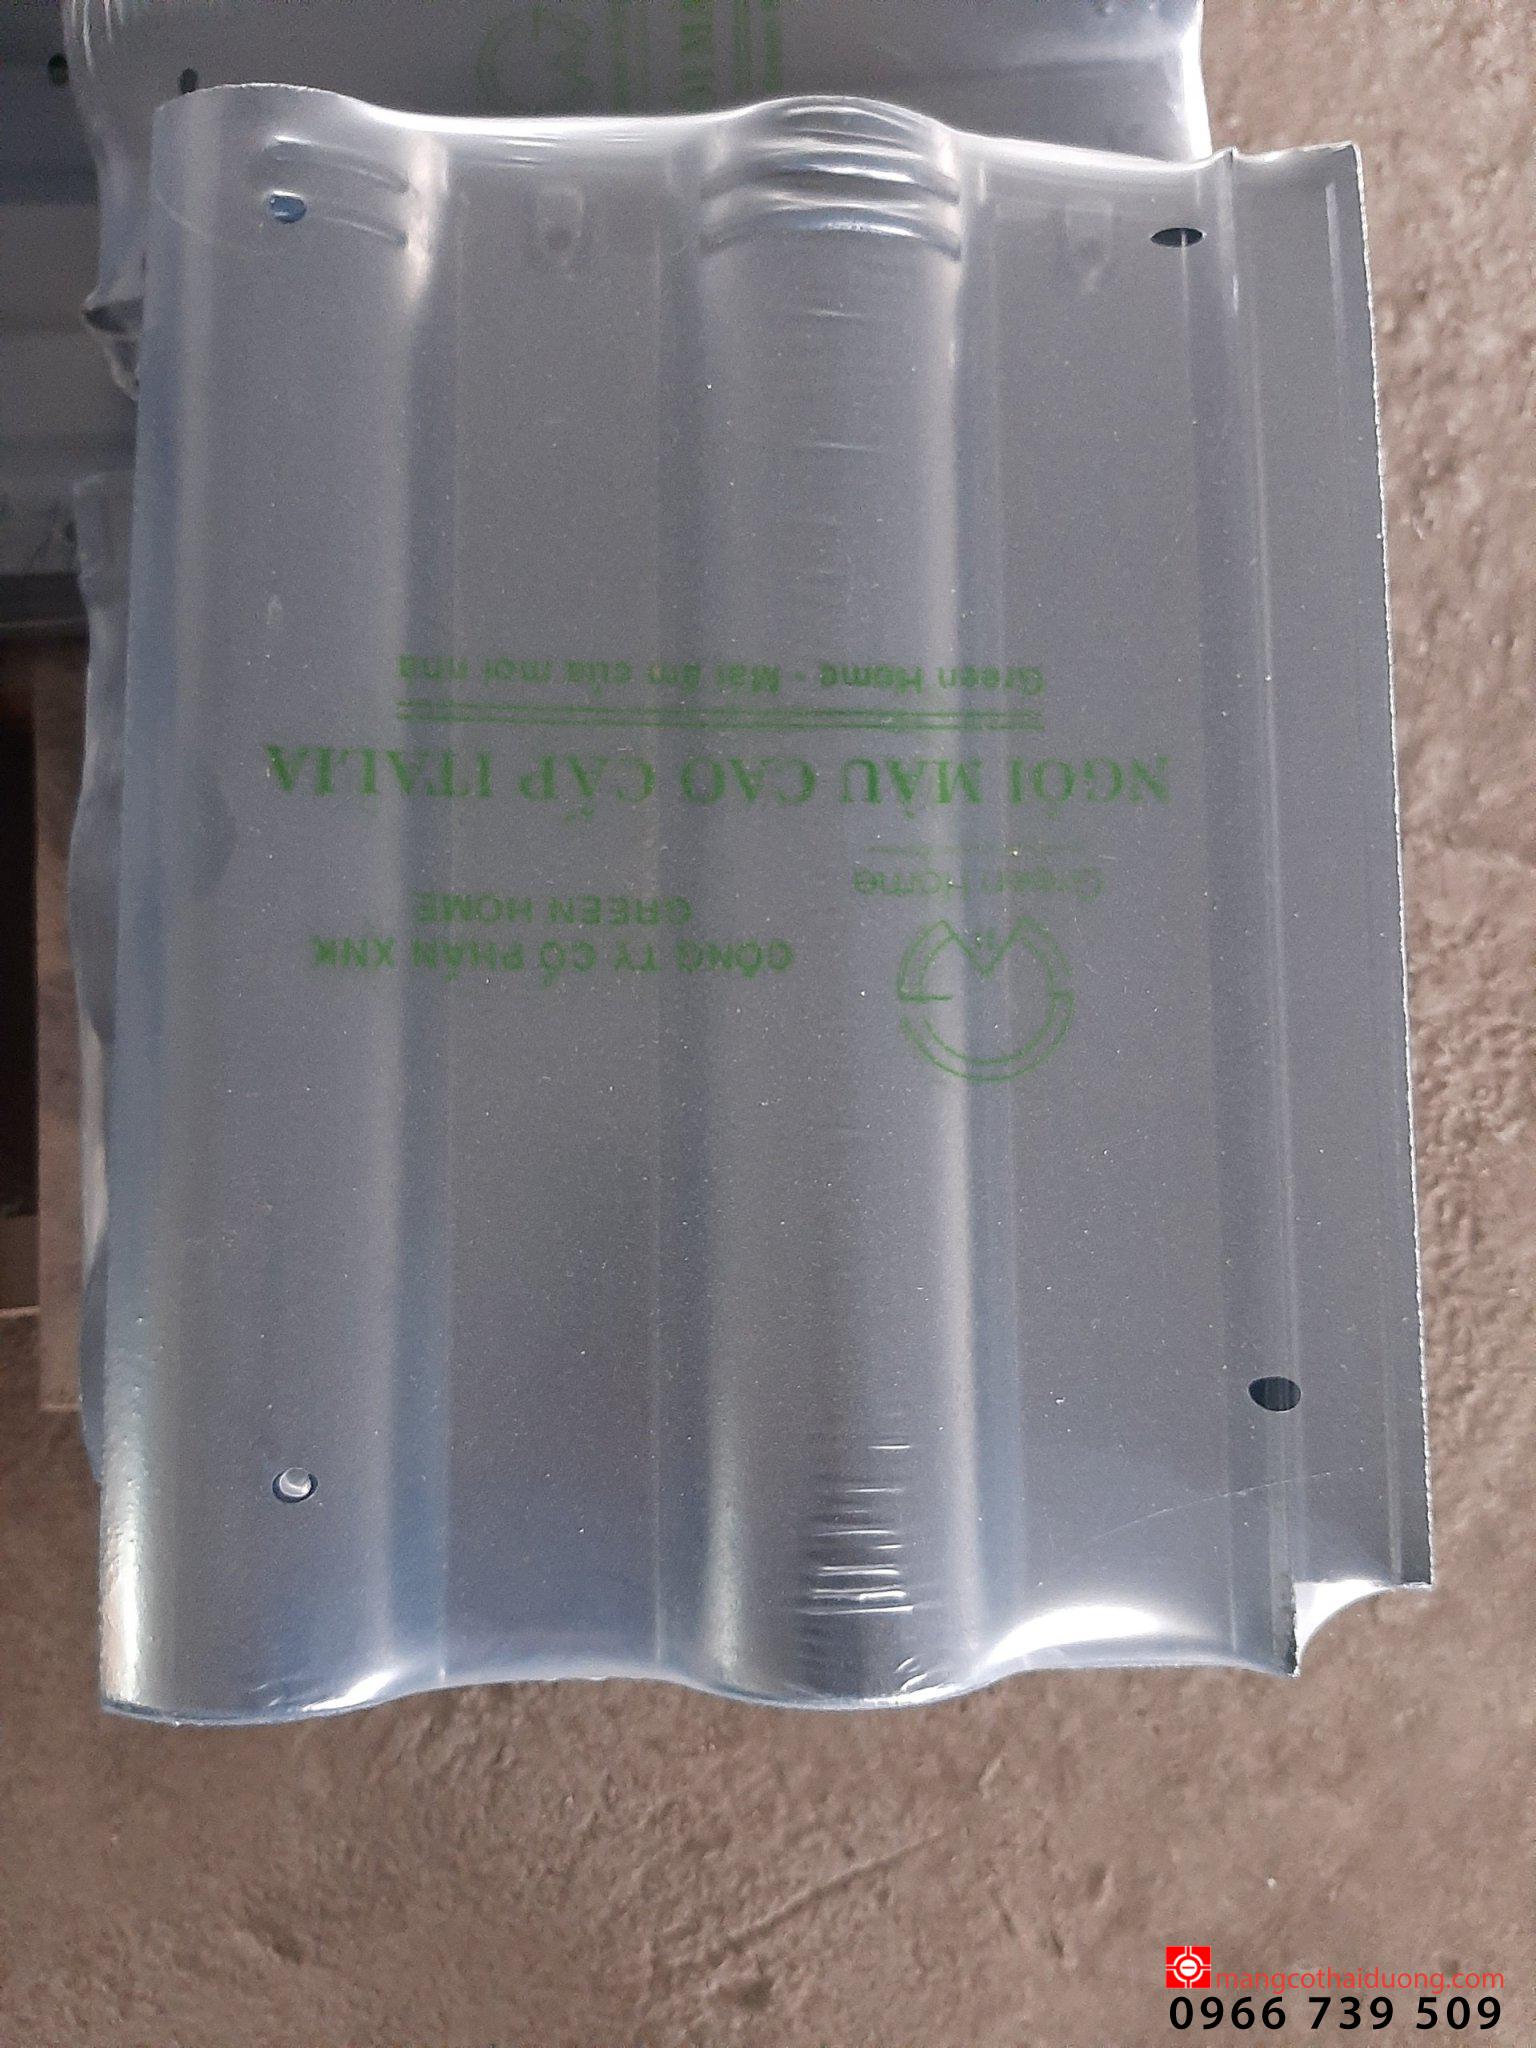 CÔNG TY CỔ PHẦN XNK
GREEN HOME
Green Home
NGÓI MÀU CAO CẤP ITALIA
Green Home - Mái ấm của mọi nhà
mangcothaiduong.com
0966 739 509